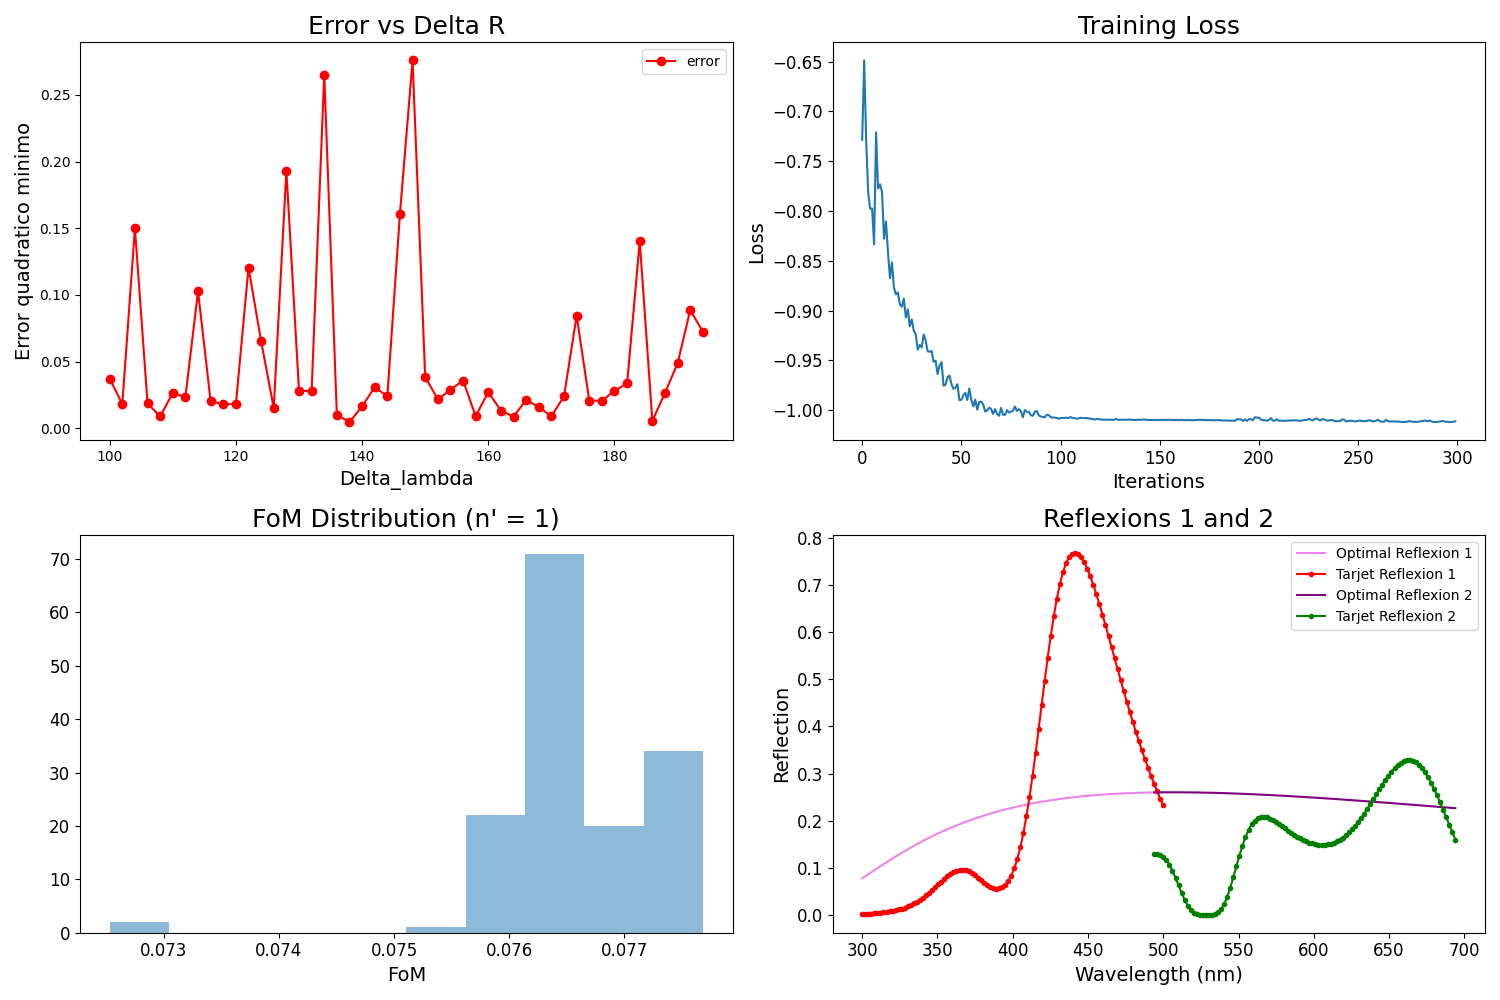 Error vs Delta R
error
Error quadratico minimo
0.25
0.20
0.15
0.10
0.05
0.00
100 120 140 160 180
Delta_lambda
Training Loss
Loss
−0.65
−0.70
−0.75
−0.80
−0.85
−0.90
−0.95
−1.00
0 50 100 150 200 250 300
Iterations
FoM Distribution (n' = 1)
70
60
50
40
30
20
10
0
0.073 0.074 0.075 0.076 0.077
FoM
Reflexions 1 and 2
Optimal Reflexion 1
Tarjet Reflexion 1
Optimal Reflexion 2
Tarjet Reflexion 2
Reflection
0.8
0.7
0.6
0.5
0.4
0.3
0.2
0.1
0.0
300 350 400 450 500 550 600 650 700
Wavelength (nm)